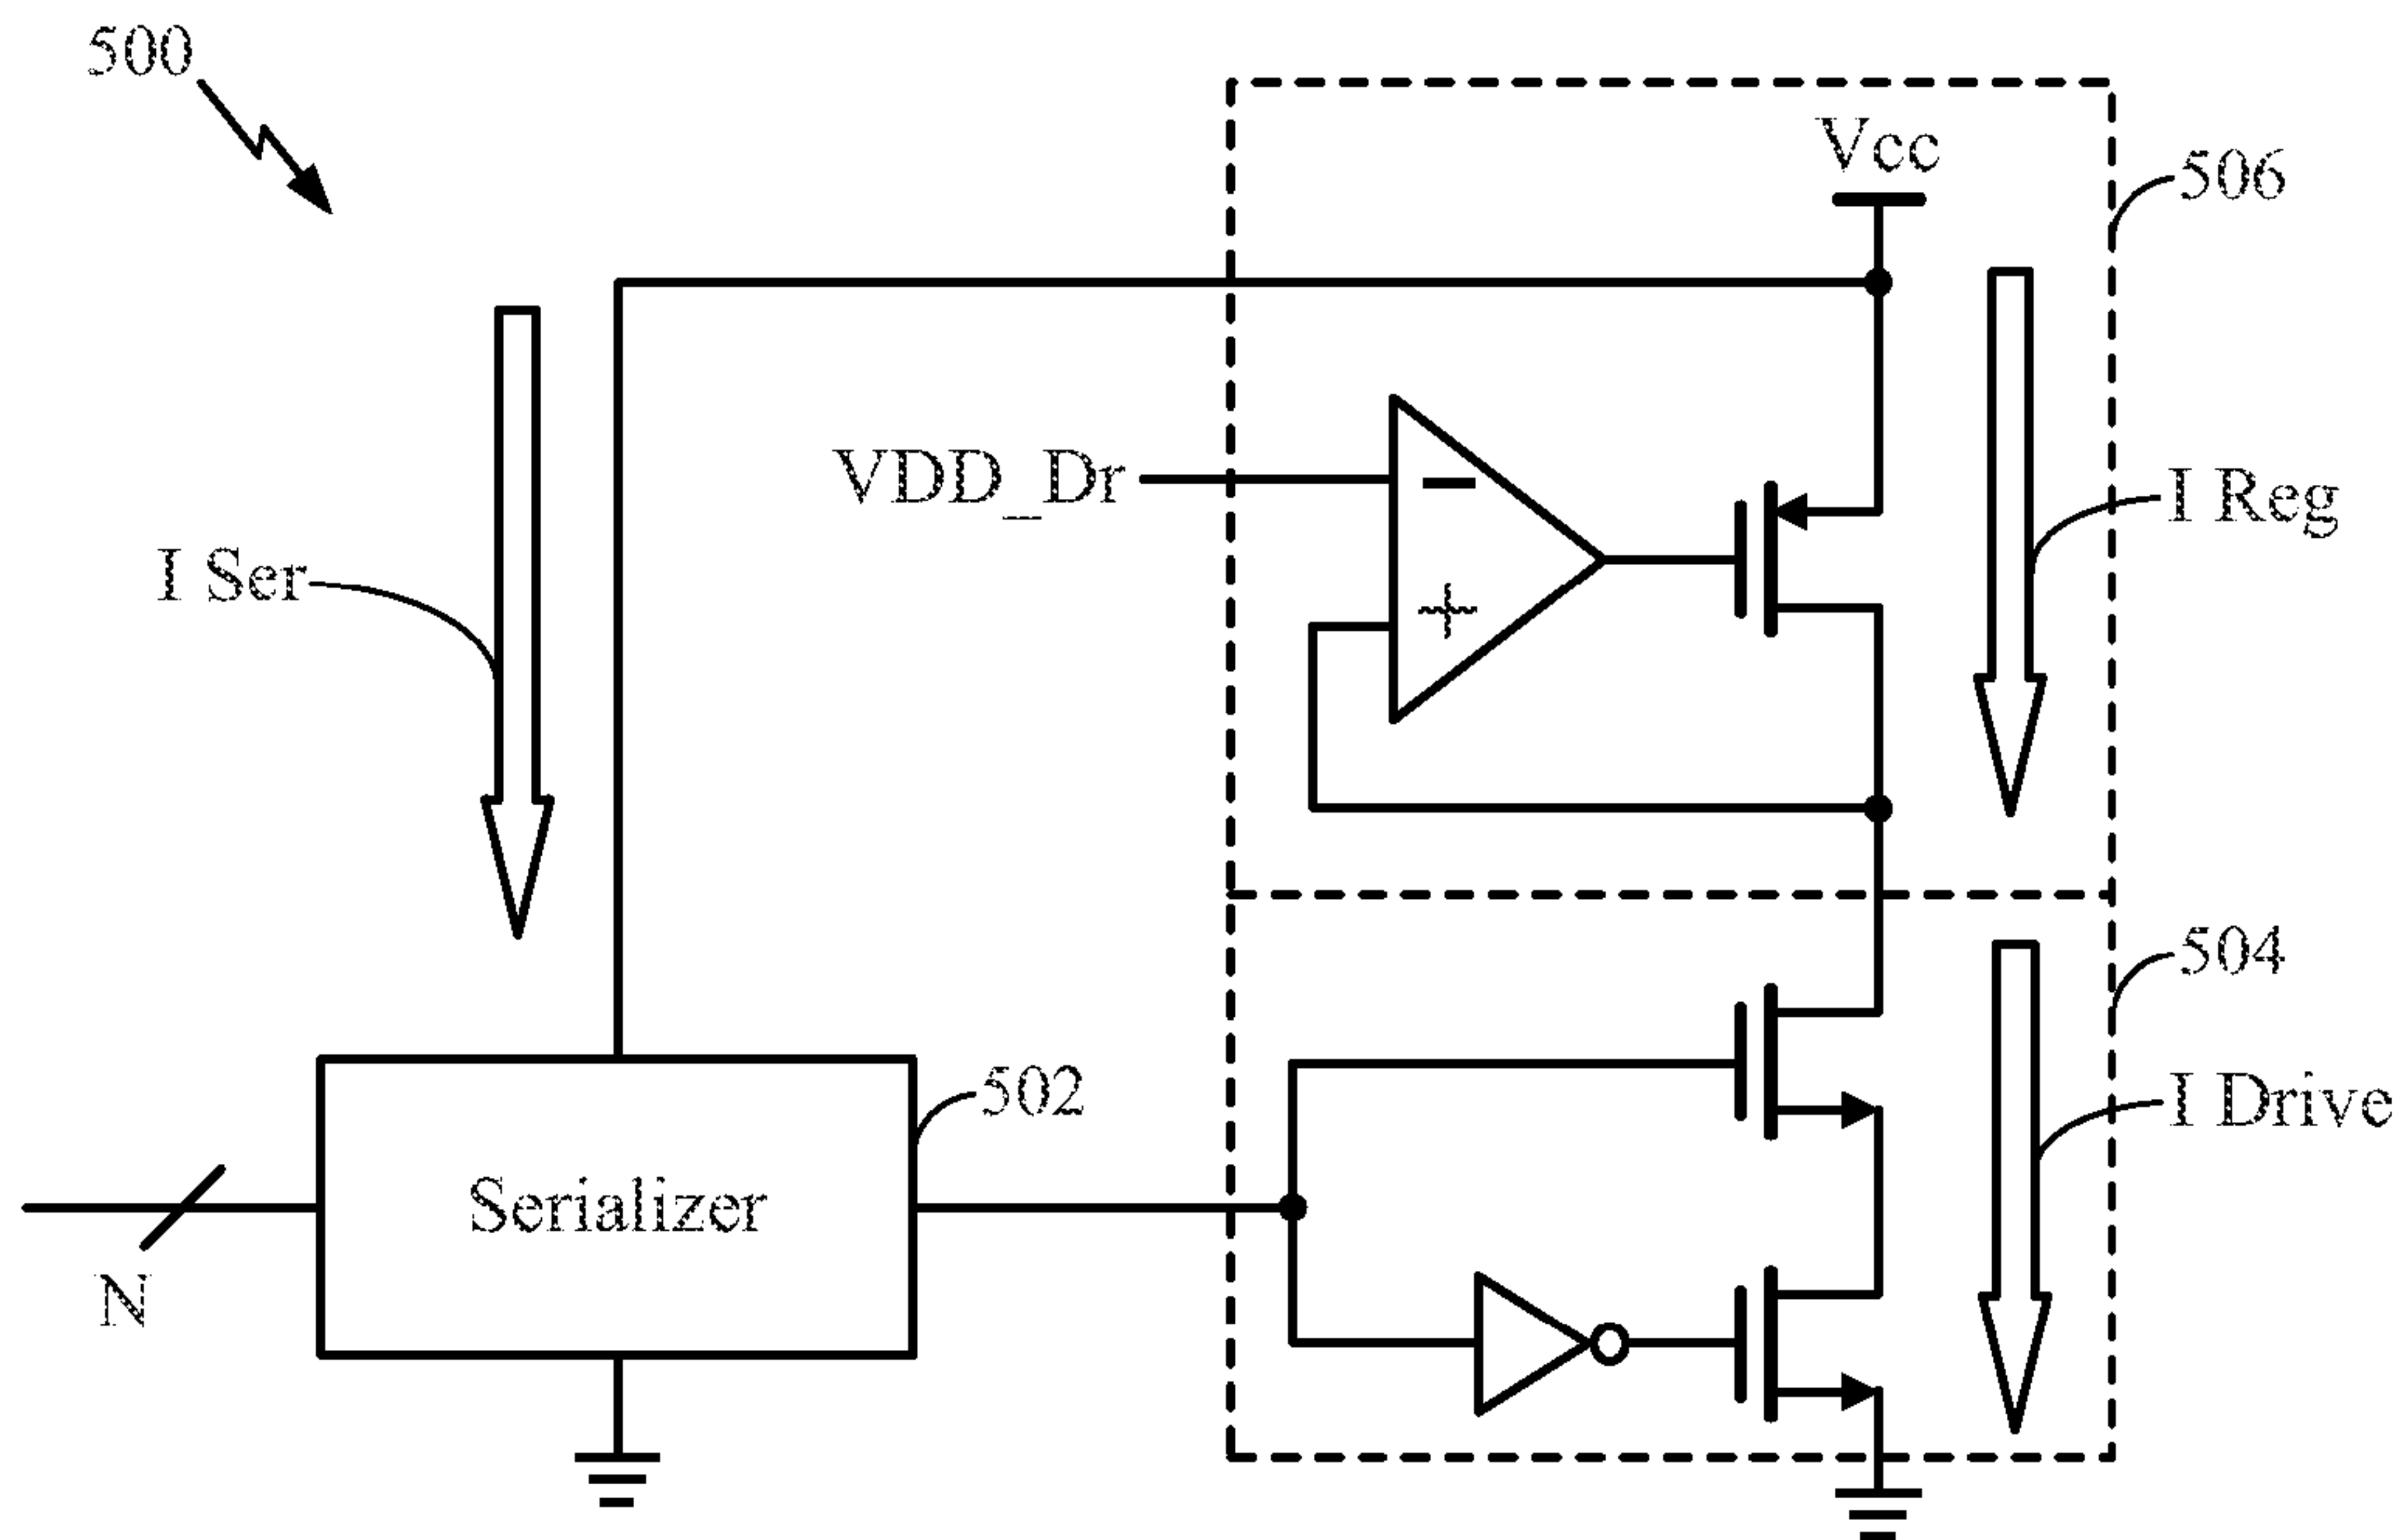 500
Vcc
506
VDD_Dr
−
+
I Reg
I Ser
504
502
I Drive
Serializer
N